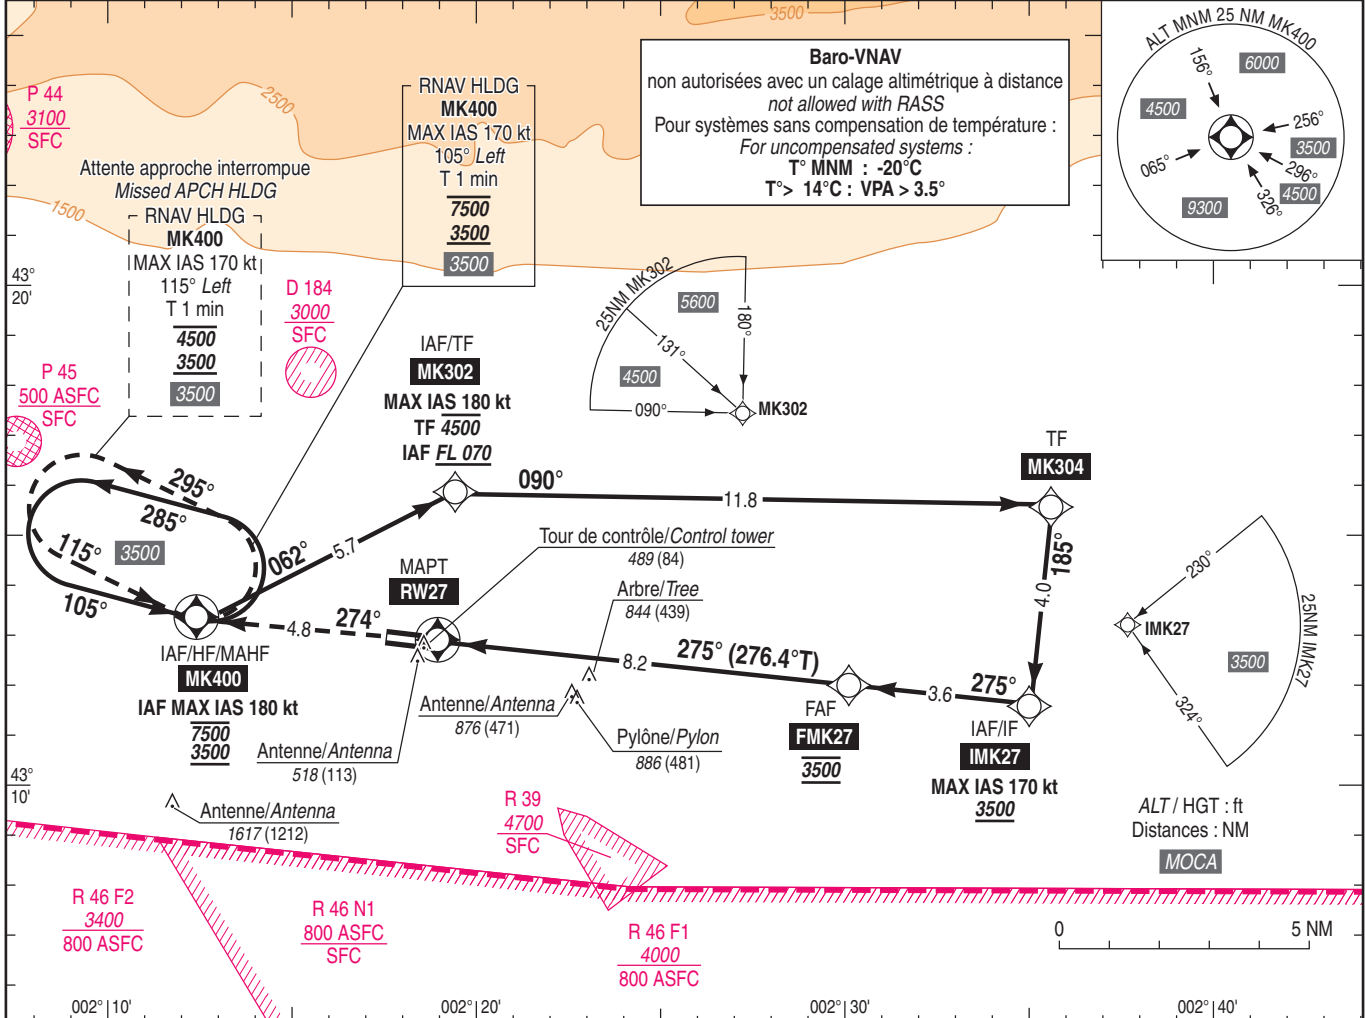 3500
ALT MNM 25 NM MK400
156°
6000
4500
256°
3500
065°
296°
4500
326°
9300
Baro-VNAV
non autorisées avec un calage altimétrique à distance
not allowed with RASS
Pour systèmes sans compensation de température :
For uncompensated systems :
T° MNM : -20°C
T°> 14°C : VPA > 3.5°
P 44
3100
SFC
2500
1500
RNAV HLDG
MK400
MAX IAS 170 kt
105° Left
T 1 min
7500
3500
3500
Attente approche interrompue
Missed APCH HLDG
RNAV HLDG
MK400
MAX IAS 170 kt
115° Left
T 1 min
4500
3500
3500
43°
20'
D 184
3000
SFC
P 45
500 ASFC
SFC
25NM MK302
5600
180°
131°
4500
090°
MK302
IAF/TF
MK302
MAX IAS 180 kt
TF 4500
IAF FL 070
TF
MK304
295°
285°
115°
3500
105°
062°
5.7
090°
11.8
185°
4.0
Tour de contrôle/Control tower
489 (84)
MAPT
RW27
Arbre/Tree
844 (439)
274°
4.8
275° (276.4°T)
8.2
275°
3.6
230°
IMK27
25NM IMK27
3500
324°
IAF/HF/MAHF
MK400
IAF MAX IAS 180 kt
7500
3500
Antenne/Antenna
876 (471)
Antenne/Antenna
518 (113)
Pylône/Pylon
886 (481)
FAF
FMK27
3500
IAF/IF
IMK27
MAX IAS 170 kt
3500
43°
10'
Antenne/Antenna
1617 (1212)
R 39
4700
SFC
ALT / HGT : ft
Distances : NM
MOCA
R 46 F2
3400
800 ASFC
R 46 N1
800 ASFC
SFC
R 46 F1
4000
800 ASFC
0
5 NM
002° 10'
002° 20'
002° 30'
002° 40'